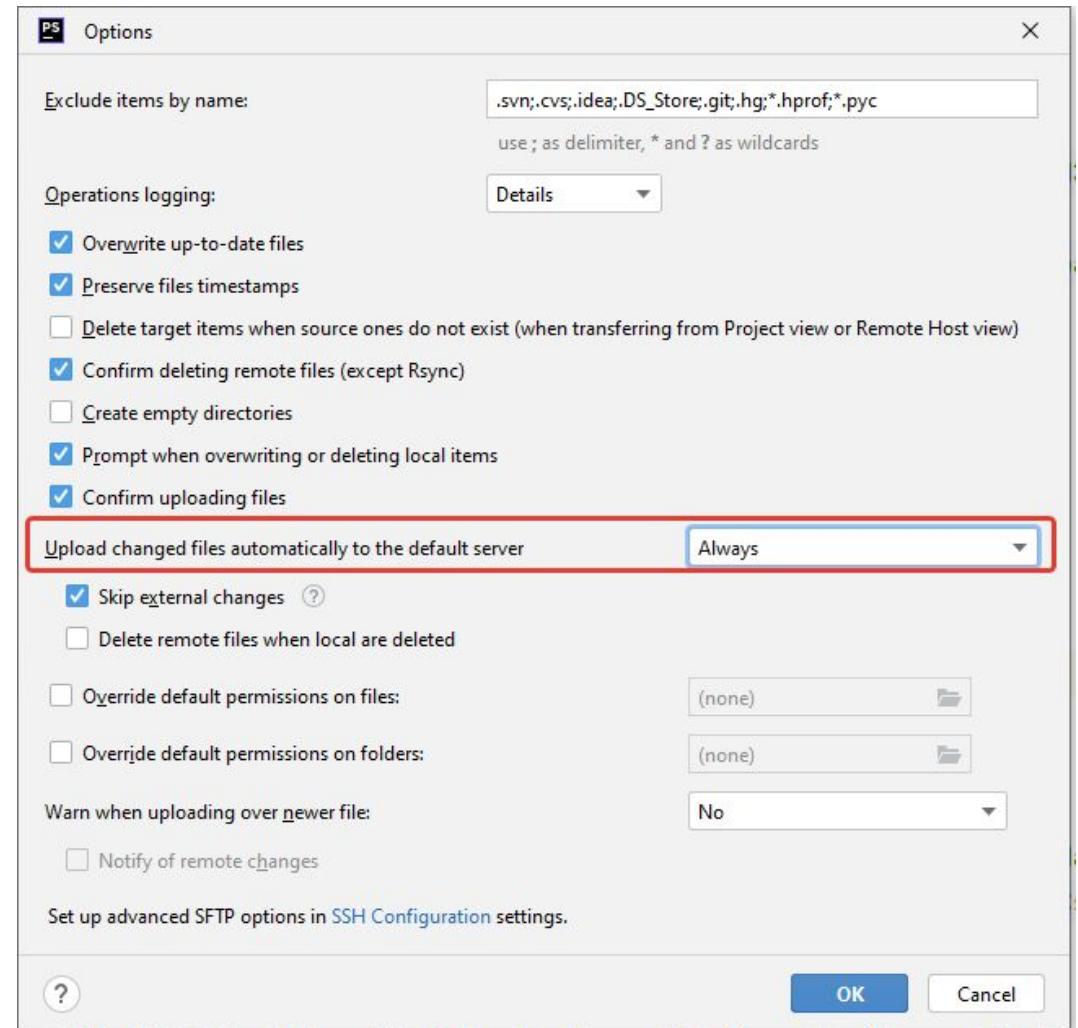 PS Options
Exclude items by name: .svn;.cvs;.idea;.DS_Store;.git;.hg;*.hprof;*.pyc
use ; as delimiter, * and ? as wildcards
Operations logging: Details
Overwrite up-to-date files
Preserve files timestamps
Delete target items when source ones do not exist (when transferring from Project view or Remote Host view)
Confirm deleting remote files (except Rsync)
Create empty directories
Prompt when overwriting or deleting local items
Confirm uploading files
Upload changed files automatically to the default server Always
Skip external changes ?
Delete remote files when local are deleted
Override default permissions on files: (none)
Override default permissions on folders: (none)
Warn when uploading over newer file: No
Notify of remote changes
Set up advanced SFTP options in SSH Configuration settings.
? OK Cancel